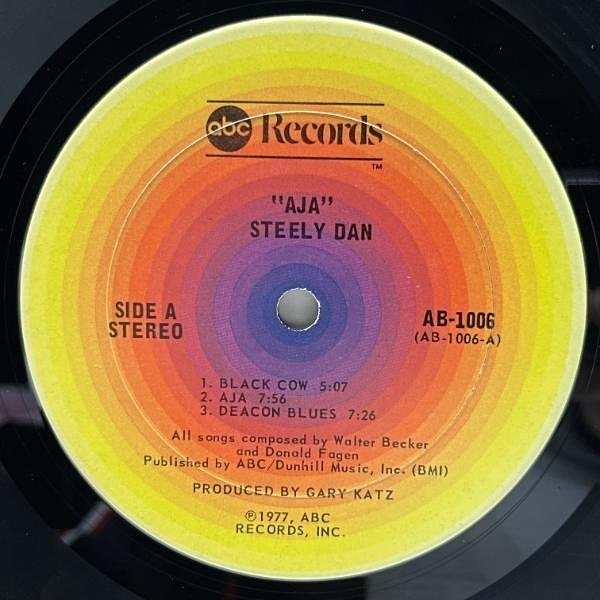 abc Records
TM
"AJA"
STEELY DAN
SIDE A
STEREO
AB-1006
(AB-1006-A)
1. BLACK COW 5:07
2. AJA 7:56
3. DEACON BLUES 7:26
All songs composed by Walter Becker
and Donald Fagen
Published by ABC/Dunhill Music, Inc. (BMI)
PRODUCED BY GARY KATZ
℗1977, ABC
RECORDS, INC.